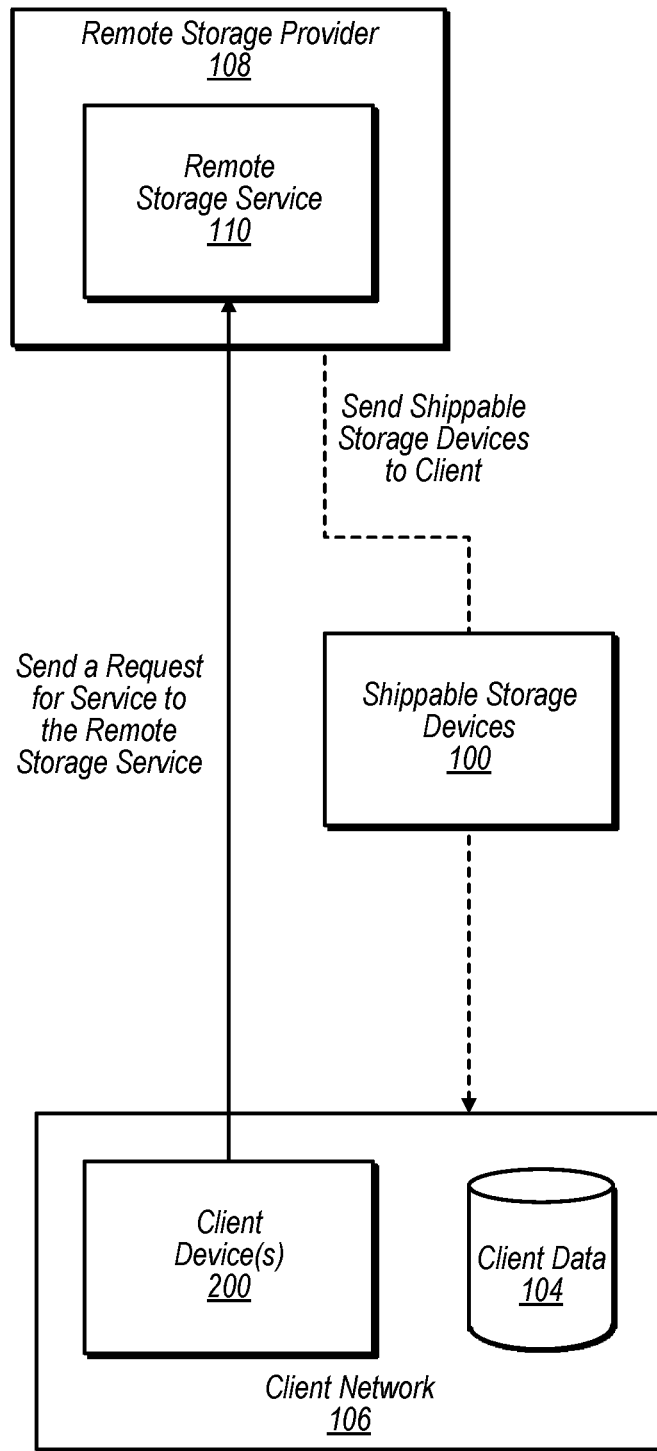 Remote Storage Provider
108
Remote
Storage Service
110
Send Shippable
Storage Devices
to Client
Send a Request
for Service to
the Remote
Storage Service
Shippable Storage
Devices
100
Client
Device(s)
200
Client Data
104
Client Network
106